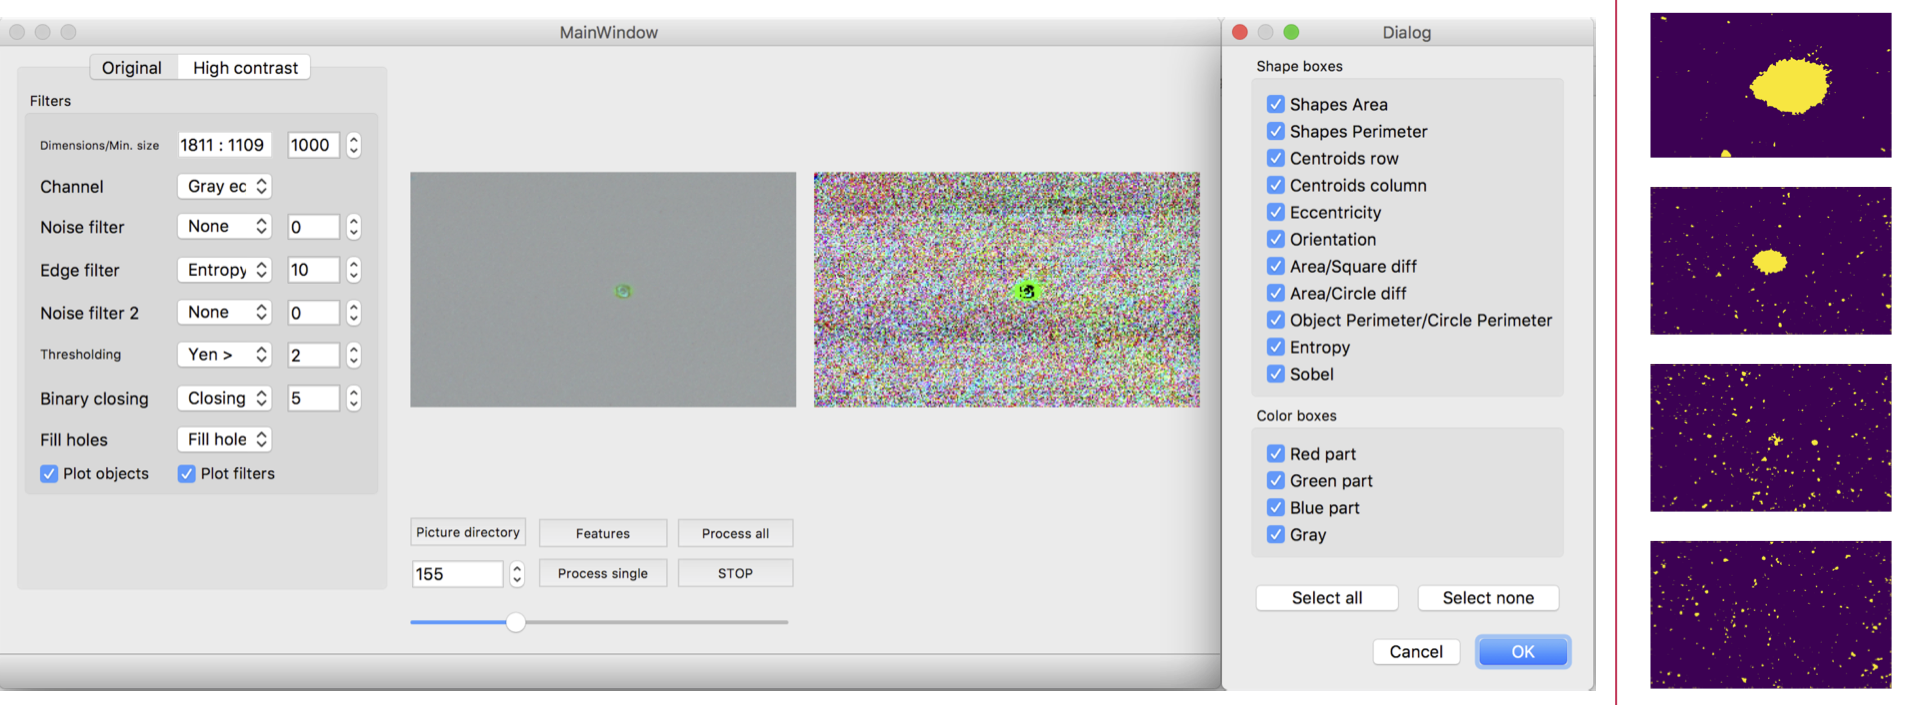 MainWindow
Original High contrast
Filters
Dimensions/Min. size 1811 : 1109 1000
Channel Gray ec
Noise filter None 0
Edge filter Entropy 10
Noise filter 2 None 0
Thresholding Yen > 2
Binary closing Closing 5
Fill holes Fill hole
Plot objects Plot filters
Picture directory Features Process all
155 Process single STOP
Dialog
Shape boxes
Shapes Area
Shapes Perimeter
Centroids row
Centroids column
Eccentricity
Orientation
Area/Square diff
Area/Circle diff
Object Perimeter/Circle Perimeter
Entropy
Sobel
Color boxes
Red part
Green part
Blue part
Gray
Select all Select none
Cancel OK